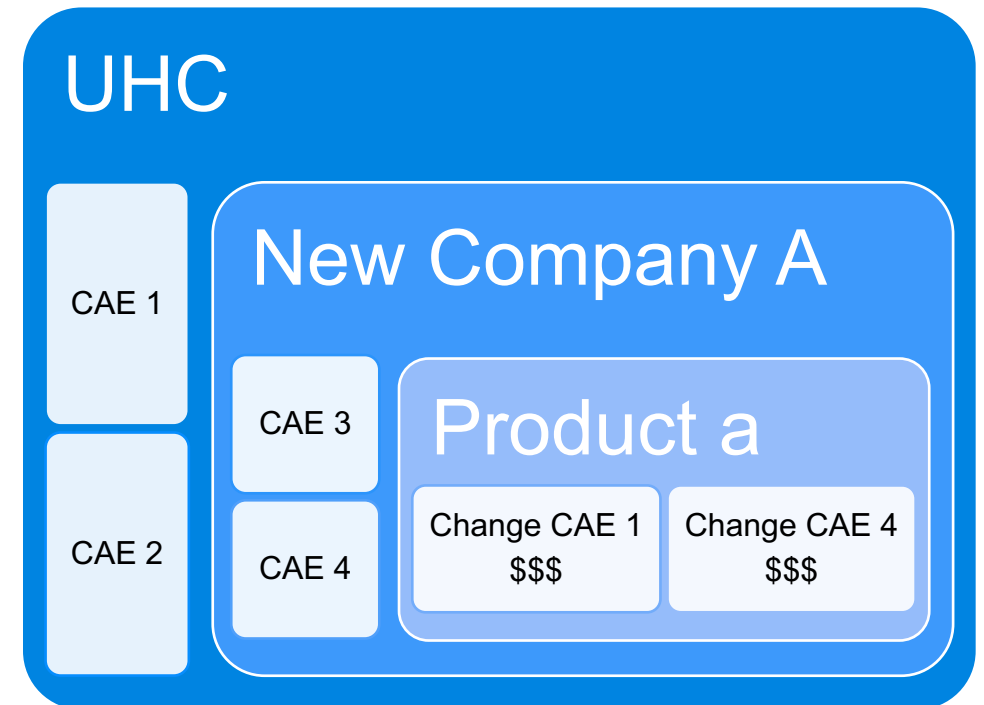 UHC
CAE 1
CAE 2
New Company A
CAE 3
CAE 4
Product a
Change CAE 1
$$$
Change CAE 4
$$$